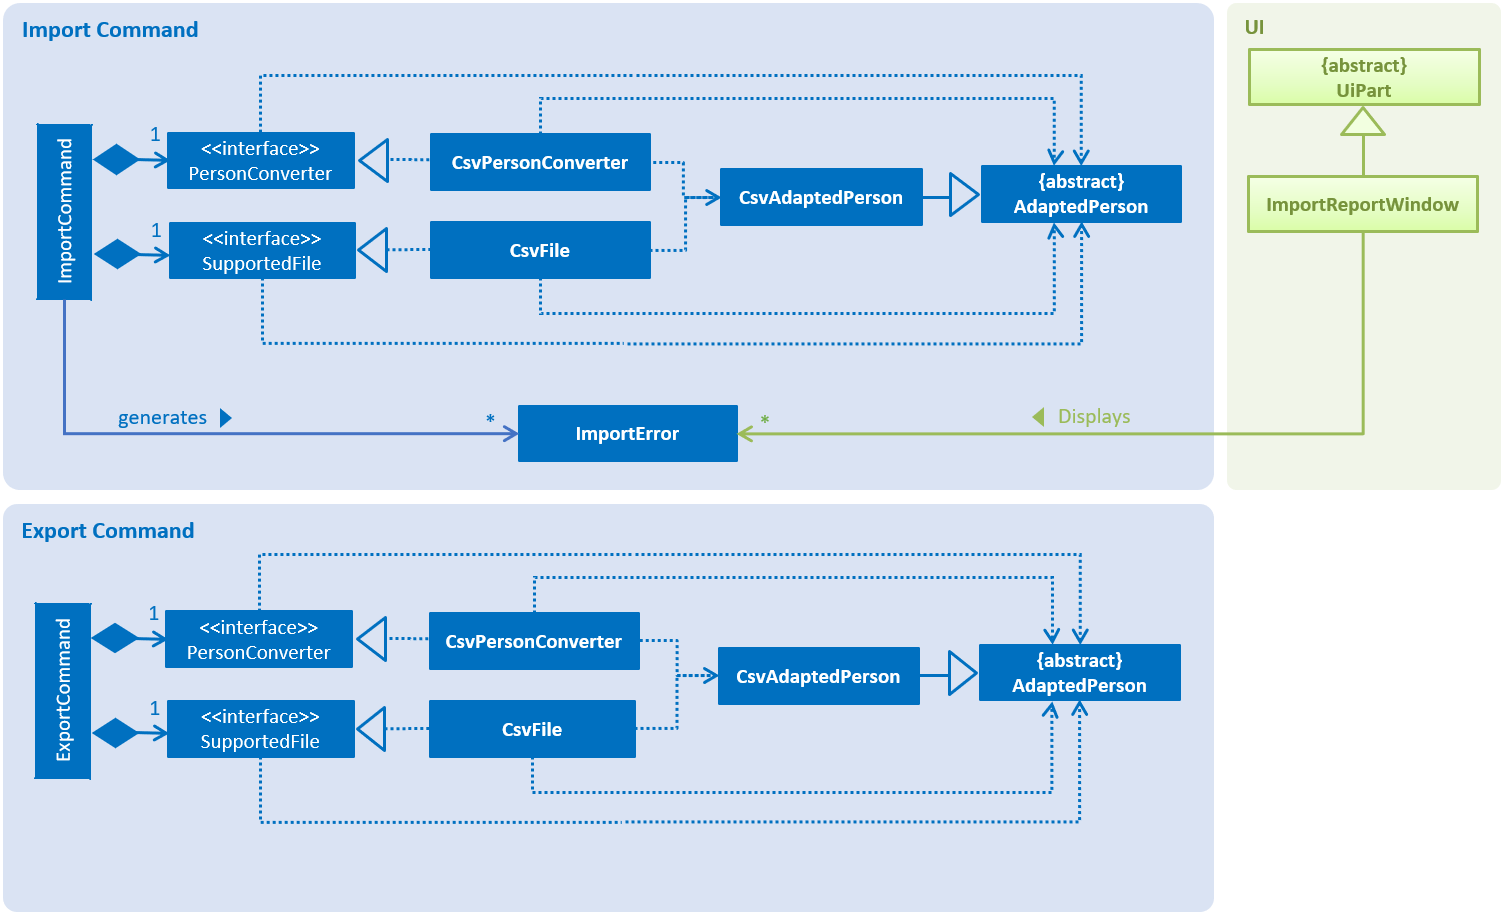 Import Command
ImportCommand
1
<<interface>>
PersonConverter
1
<<interface>>
SupportedFile
CsvPersonConverter
CsvFile
CsvAdaptedPerson
{abstract}
AdaptedPerson
generates
*
ImportError
*
Displays
UI
{abstract}
UiPart
ImportReportWindow
Export Command
ExportCommand
1
<<interface>>
PersonConverter
1
<<interface>>
SupportedFile
CsvPersonConverter
CsvFile
CsvAdaptedPerson
{abstract}
AdaptedPerson